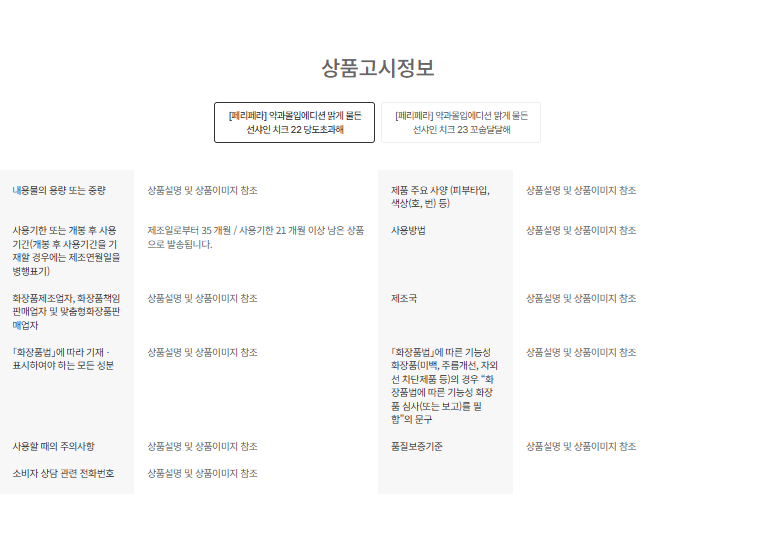 상품고시정보
[페리페라] 약과몰입에디션 맑게 물든
선샤인 치크 22 당도초과해
[페리페라] 약과몰입에디션 맑게 물든
선샤인 치크 23 꼬숩달달해
내용물의 용량 또는 중량
상품설명 및 상품이미지 참조
제품 주요 사양 (피부타입,
색상(호, 번) 등)
상품설명 및 상품이미지 참조
사용기한 또는 개봉 후 사용
기간(개봉 후 사용기간을 기
재할 경우에는 제조연월일을
병행표기)
제조일로부터 35 개월 / 사용기한 21 개월 이상 남은 상품
으로 발송됩니다.
사용방법
상품설명 및 상품이미지 참조
화장품제조업자, 화장품책임
판매업자 및 맞춤형화장품판
매업자
상품설명 및 상품이미지 참조
제조국
상품설명 및 상품이미지 참조
「화장품법」에 따라 기재 ·
표시하여야 하는 모든 성분
상품설명 및 상품이미지 참조
「화장품법」에 따른 기능성
화장품(미백, 주름개선, 자외
선 차단제품 등)의 경우 "화
장품법에 따른 기능성 화장
품 심사(또는 보고)를 필
함"의 문구
상품설명 및 상품이미지 참조
사용할 때의 주의사항
상품설명 및 상품이미지 참조
품질보증기준
상품설명 및 상품이미지 참조
소비자 상담 관련 전화번호
상품설명 및 상품이미지 참조